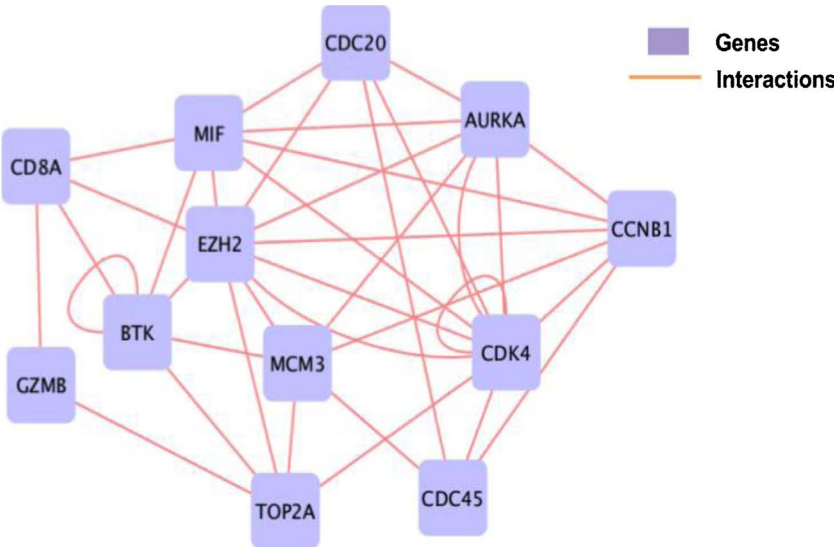 CDC20
Genes
Interactions
AURKA
MIF
CD8A
EZH2
CCNB1
BTK
MCM3
CDK4
GZMB
TOP2A
CDC45